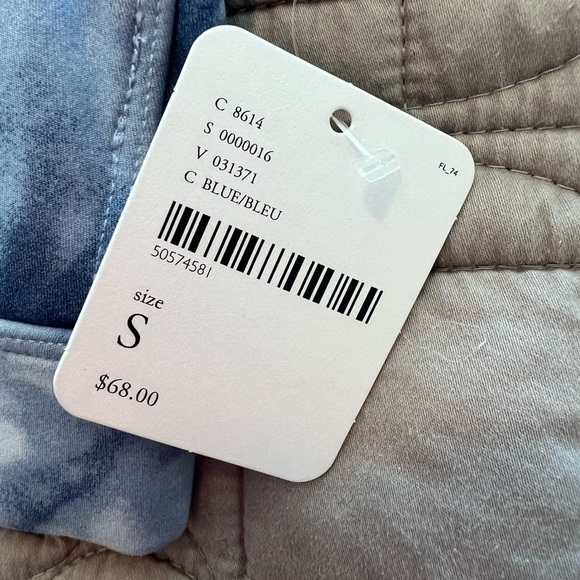 C 8614
S 0000016
V 031371
C BLUE/BLEU
FL_74
50574581
size
S
$68.00